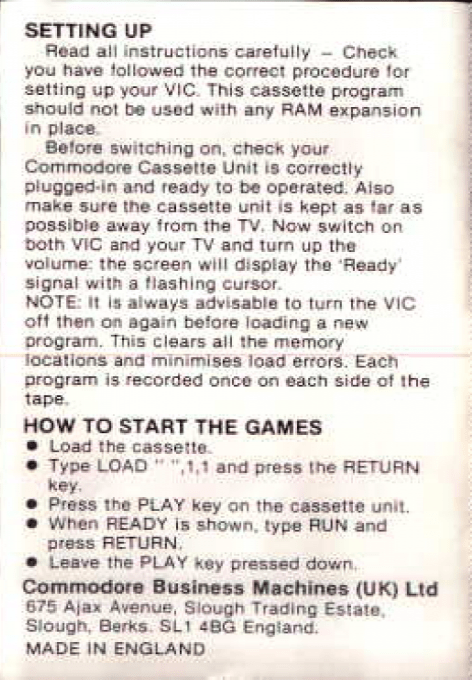 SETTING UP
Read all instructions carefully – Check
you have followed the correct procedure for
setting up your VIC. This cassette program
should not be used with any RAM expansion
in place.
Before switching on, check your
Commodore Cassette Unit is correctly
plugged-in and ready to be operated. Also
make sure the cassette unit is kept as far as
possible away from the TV. Now switch on
both VIC and your TV and turn up the
volume: the screen will display the 'Ready'
signal with a flashing cursor.
NOTE: It is always advisable to turn the VIC
off then on again before loading a new
program. This clears all the memory
locations and minimises load errors. Each
program is recorded once on each side of the
tape.
HOW TO START THE GAMES
● Load the cassette.
● Type LOAD " ",1,1 and press the RETURN
key.
● Press the PLAY key on the cassette unit.
● When READY is shown, type RUN and
press RETURN.
● Leave the PLAY key pressed down.
Commodore Business Machines (UK) Ltd
675 Ajax Avenue, Slough Trading Estate,
Slough, Berks. SL1 4BG England.
MADE IN ENGLAND